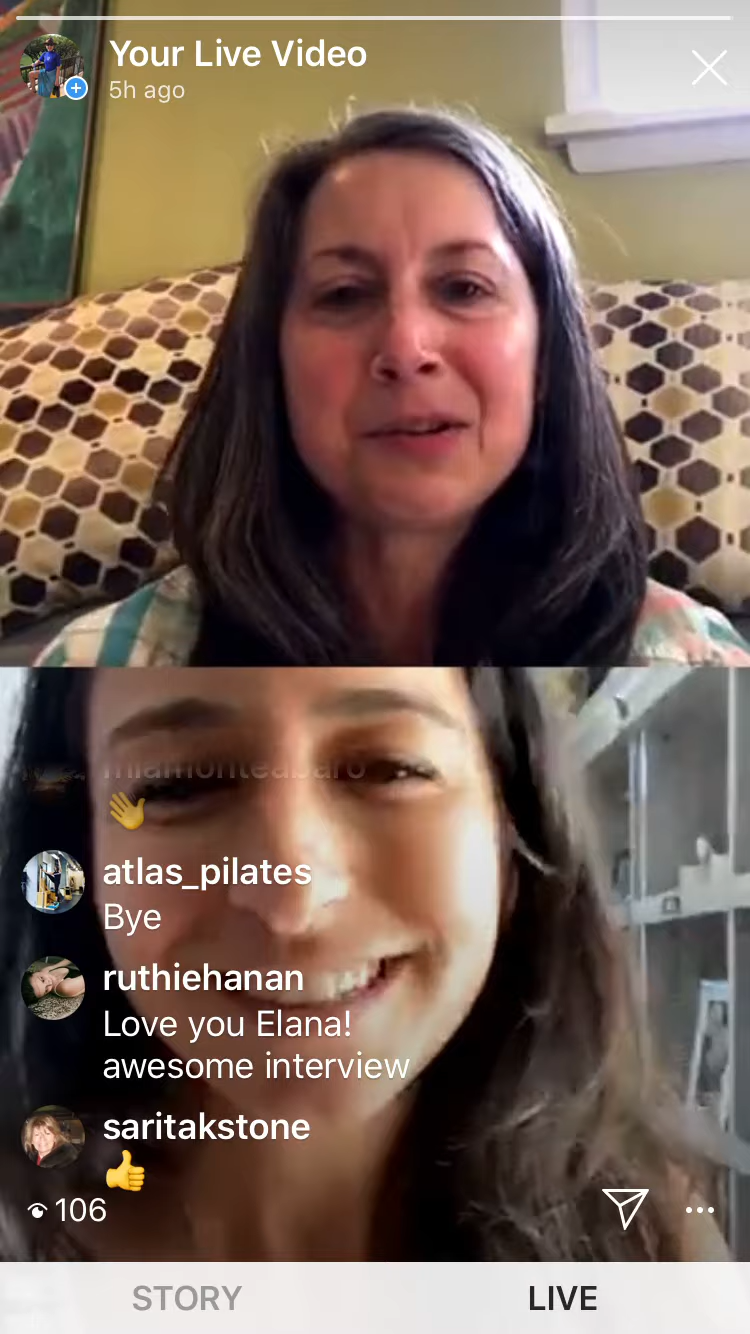 Your Live Video
5h ago
👋
atlas_pilates
Bye
ruthiehanan
Love you Elana!
awesome interview
saritakstone
👍
106
STORY
LIVE